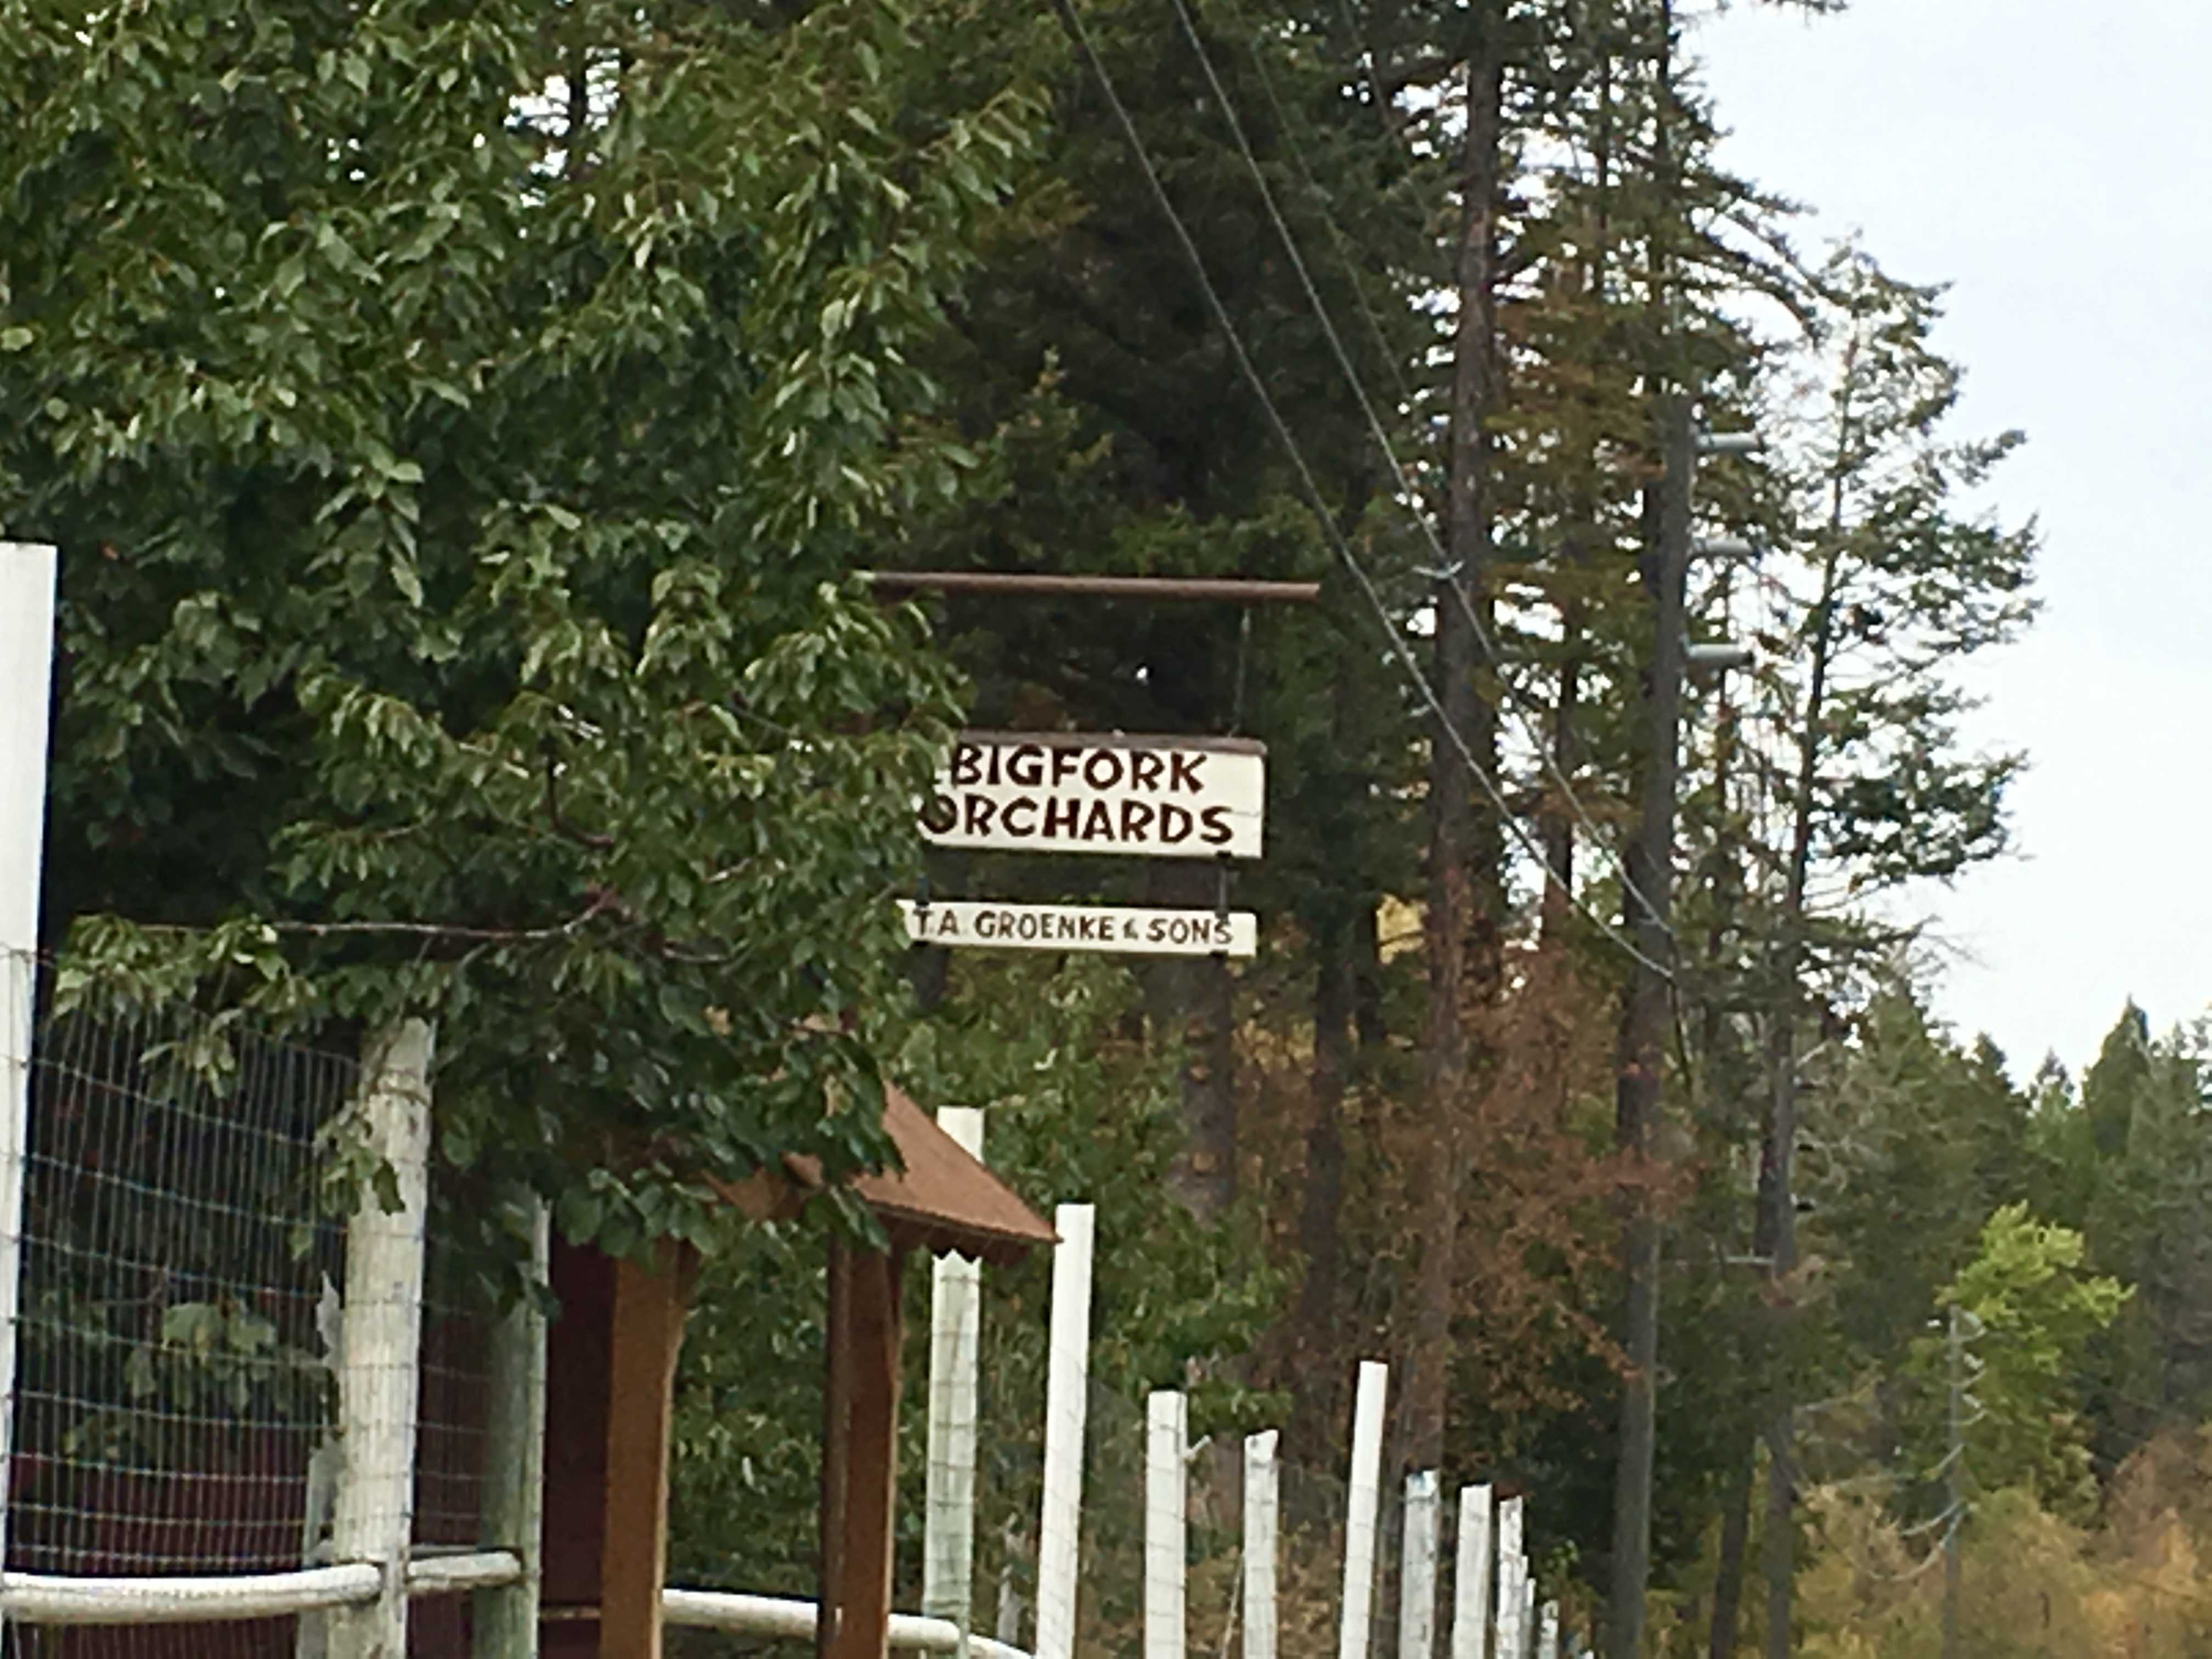 BIGFORK
ORCHARDS
T.A. GROENKE & SONS